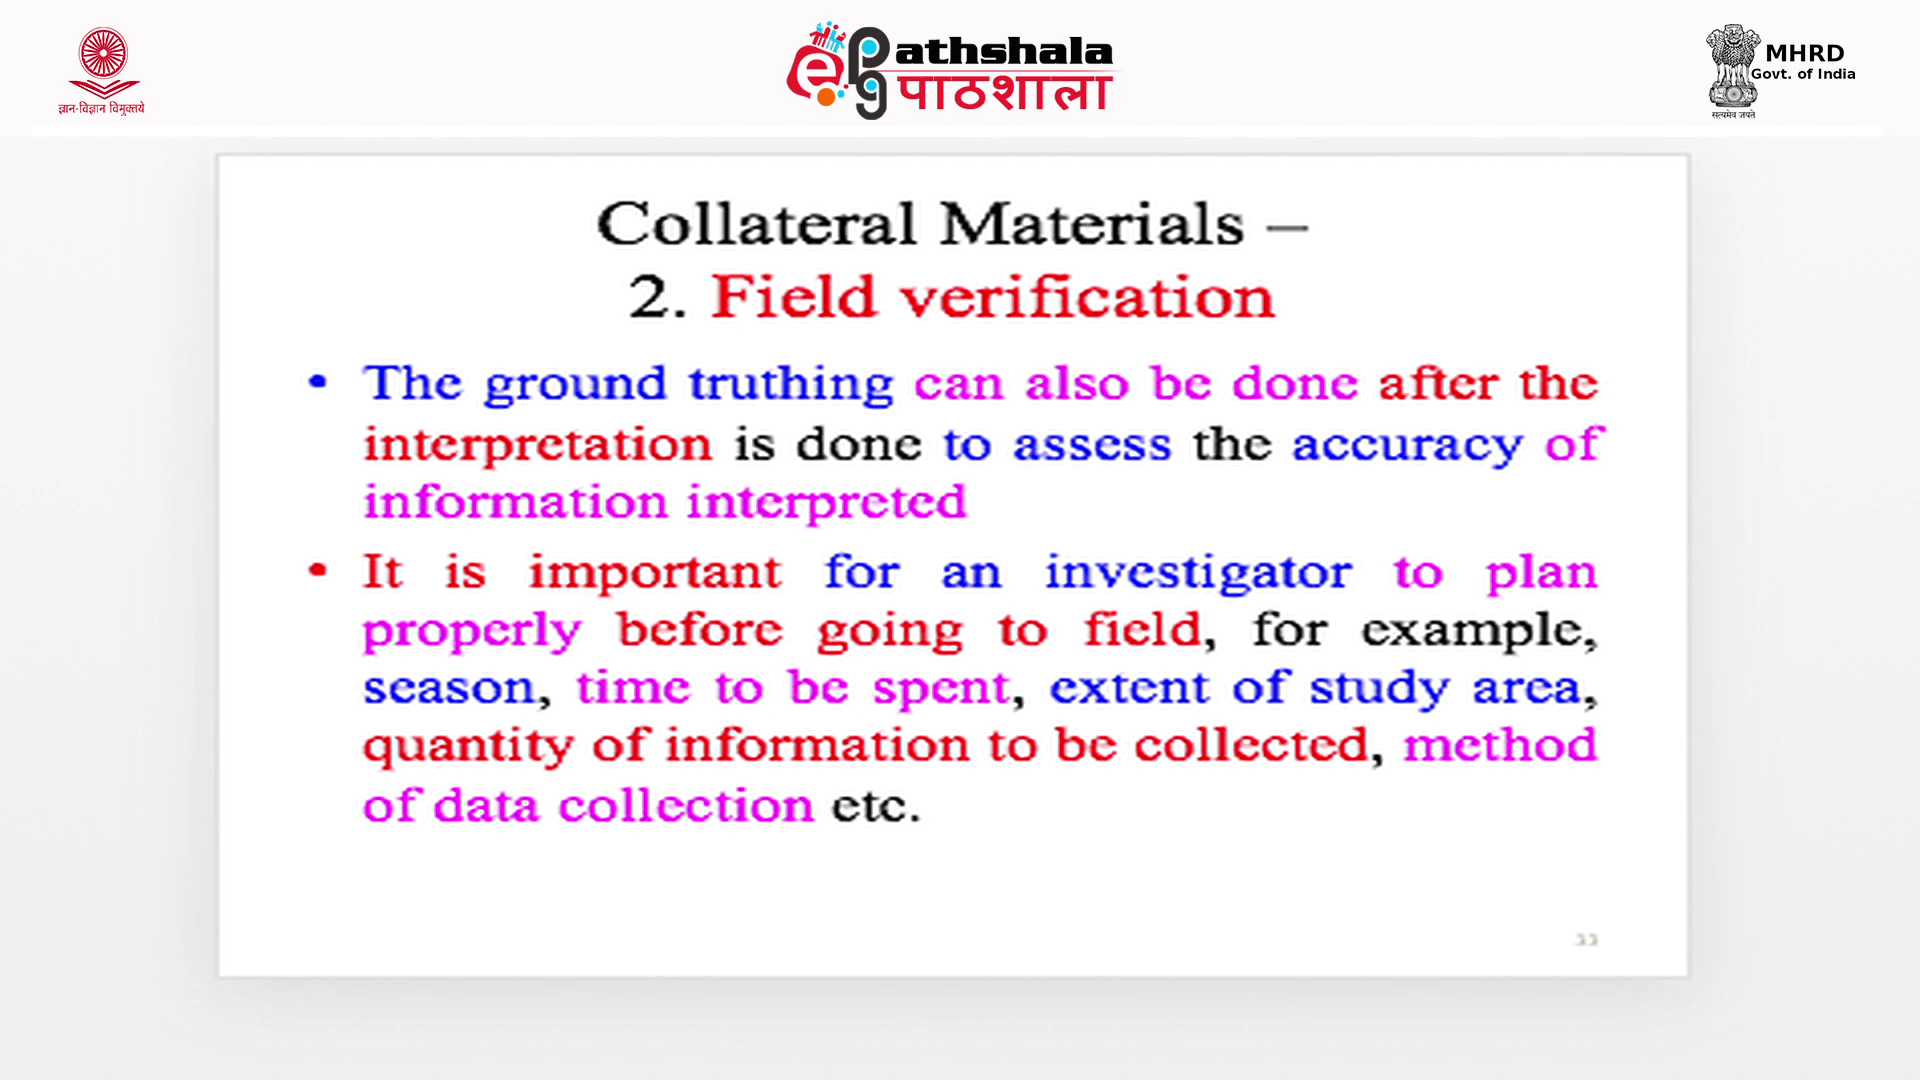 ज्ञान-विज्ञान विमुक्तये
e Pg athshala
पाठशाला
MHRD
Govt. of India
सत्यमेव जयते
Collateral Materials –
2. Field verification
• The ground truthing can also be done after the
interpretation is done to assess the accuracy of
information interpreted
• It is important for an investigator to plan
properly before going to field, for example,
season, time to be spent, extent of study area,
quantity of information to be collected, method
of data collection etc.